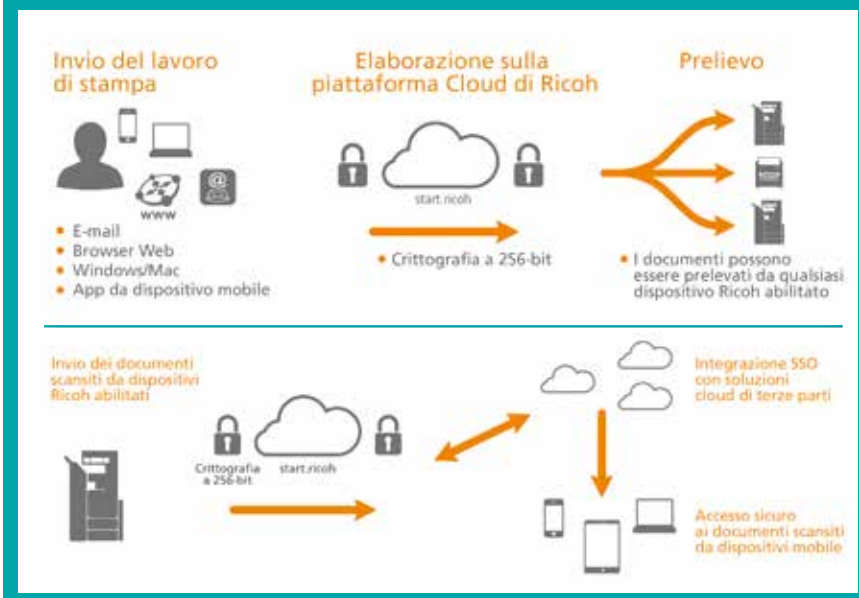 Invio del lavoro
di stampa
www
• E-mail
• Browser Web
• Windows/Mac
• App da dispositivo mobile
Elaborazione sulla
piattaforma Cloud di Ricoh
start.ricoh
• Crittografia a 256-bit
Prelievo
• I documenti possono
essere prelevati da qualsiasi
dispositivo Ricoh abilitato
Invio dei documenti
scansiti da dispositivi
Ricoh abilitati
Crittografia
a 256-bit
start.ricoh
Integrazione SSO
con soluzioni
cloud di terze parti
Accesso sicuro
ai documenti scansiti
da dispositivi mobile